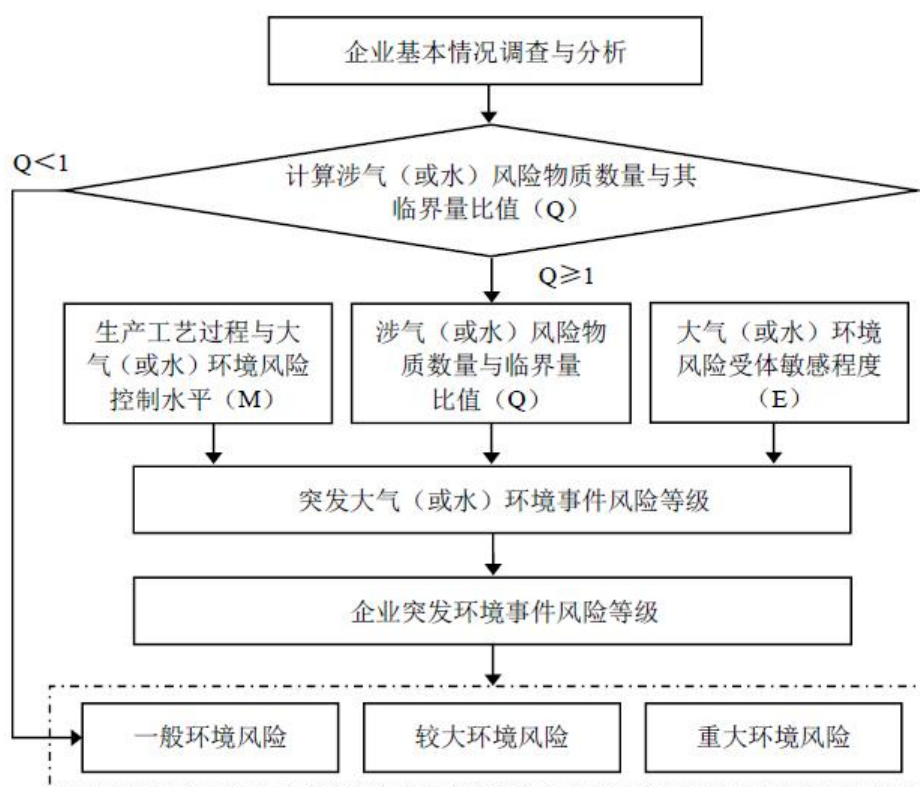 企业基本情况调查与分析
Q＜1
计算涉气（或水）风险物质数量与其
临界量比值（Q）
Q≥1
生产工艺过程与大
气（或水）环境风险
控制水平（M）
涉气（或水）风险物
质数量与临界量
比值（Q）
大气（或水）环境
风险受体敏感程度
（E）
突发大气（或水）环境事件风险等级
企业突发环境事件风险等级
一般环境风险
较大环境风险
重大环境风险